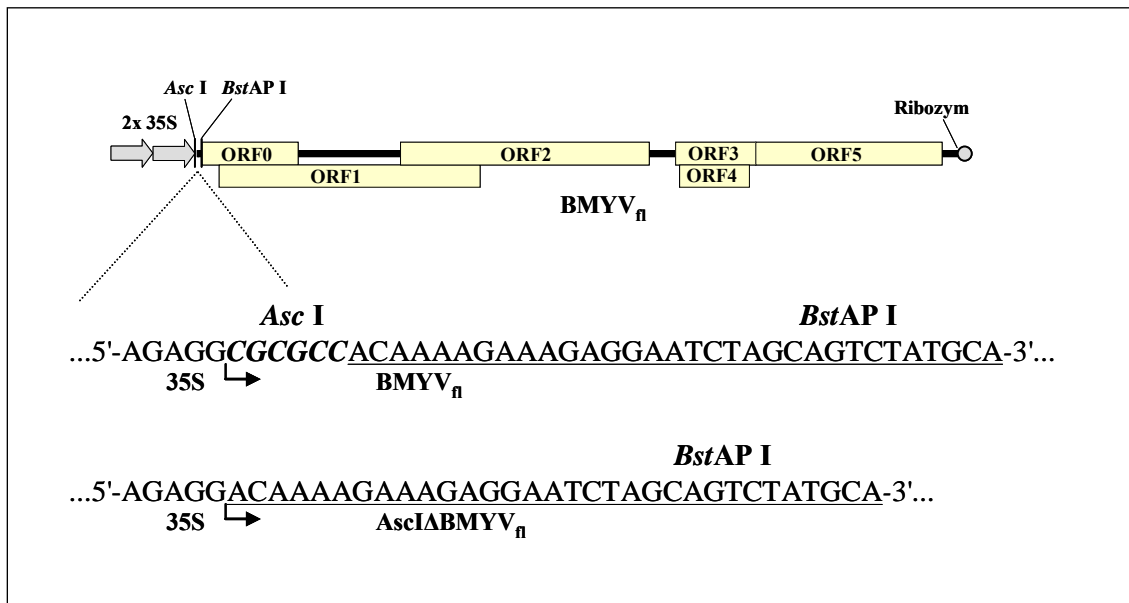 Asc I BstAP I
2x 35S
Ribozym
ORF0 ORF2 ORF3 ORF5
ORF1 ORF4
BMYVfl
Asc I BstAP I
...5'-AGAGGCGCGCCACAAAAGAAAGAGGAATCTAGCAGTCTATGCA-3'...
35S BMYVfl
BstAP I
...5'-AGAGGACAAAAGAAAGAGGAATCTAGCAGTCTATGCA-3'...
35S AscIΔBMYVfl